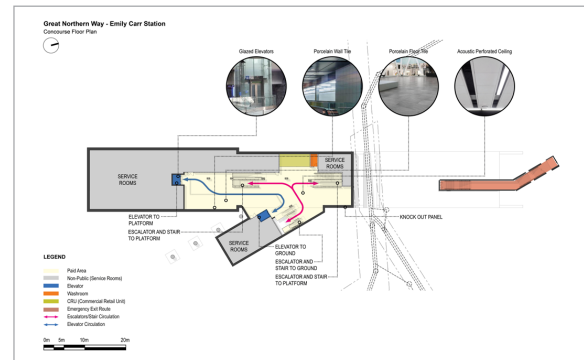 Great Northern Way - Emily Carr Station
Concourse Floor Plan
Glazed Elevators
Porcelain Wall Tile
Porcelain Floor Tile
Acoustic Perforated Ceiling
SERVICE
ROOMS
SERVICE
ROOMS
ELEVATOR TO
PLATFORM
ESCALATOR AND STAIR
TO PLATFORM
KNOCK OUT PANEL
SERVICE
ROOMS
ELEVATOR TO
GROUND
ESCALATOR AND
STAIR TO GROUND
ESCALATOR AND STAIR
TO PLATFORM
LEGEND
Paid Area
Non-Public (Service Rooms)
Elevator
Washroom
CRU (Commercial Retail Unit)
Emergency Exit Route
Escalators/Stair Circulation
Elevator Circulation
0m 5m 10m 20m